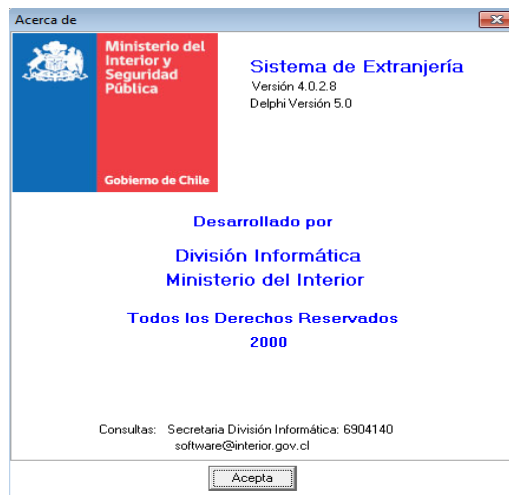 Acerca de
Ministerio del
Interior y
Seguridad
Pública
Gobierno de Chile
Sistema de Extranjería
Versión 4.0.2.8
Delphi Versión 5.0
Desarrollado por
División Informática
Ministerio del Interior
Todos los Derechos Reservados
2000
Consultas: Secretaria División Informática: 6904140
software@interior.gov.cl
Acepta